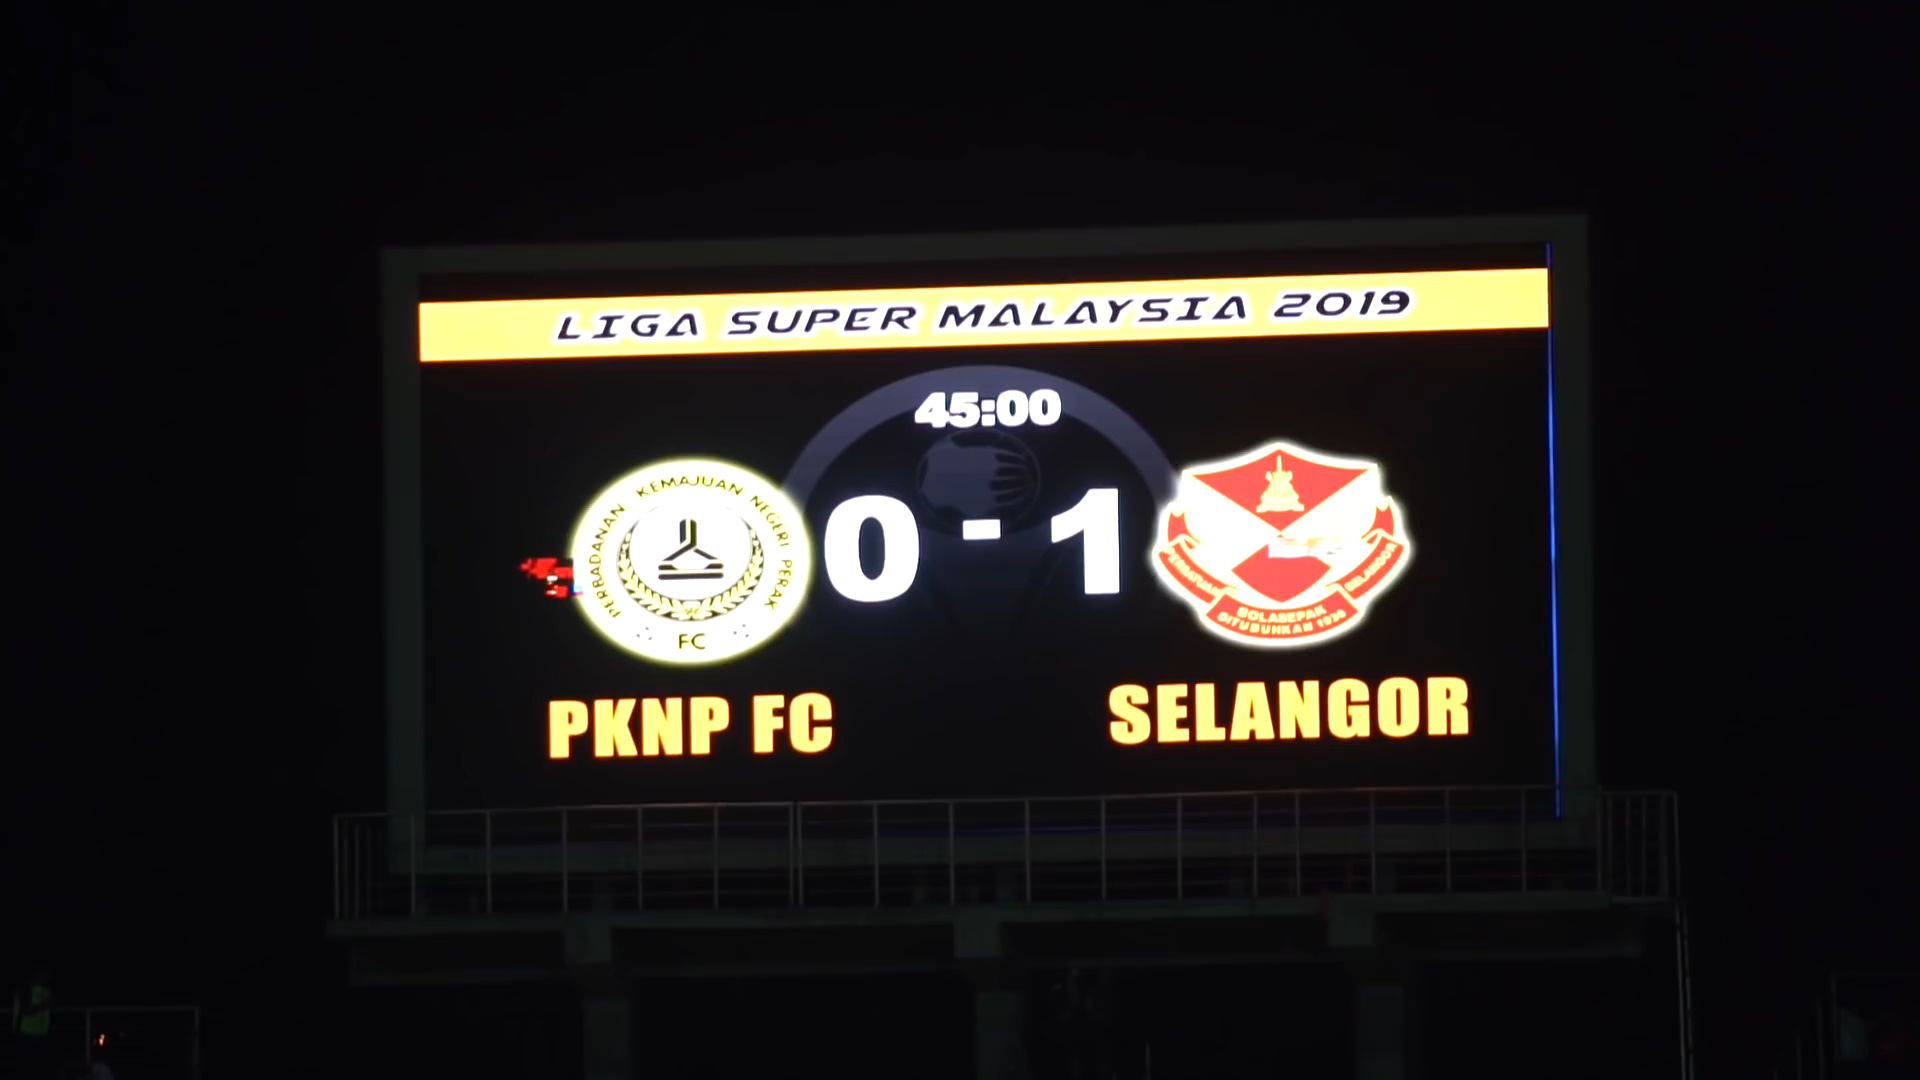 LIGA SUPER MALAYSIA 2019
45:00
0 - 1
PERBADANAN KEMAJUAN NEGERI PERAK
FC
PERSATUAN
BOLASEPAK
SELANGOR
DITUBUHKAN 1936
PKNP FC
SELANGOR